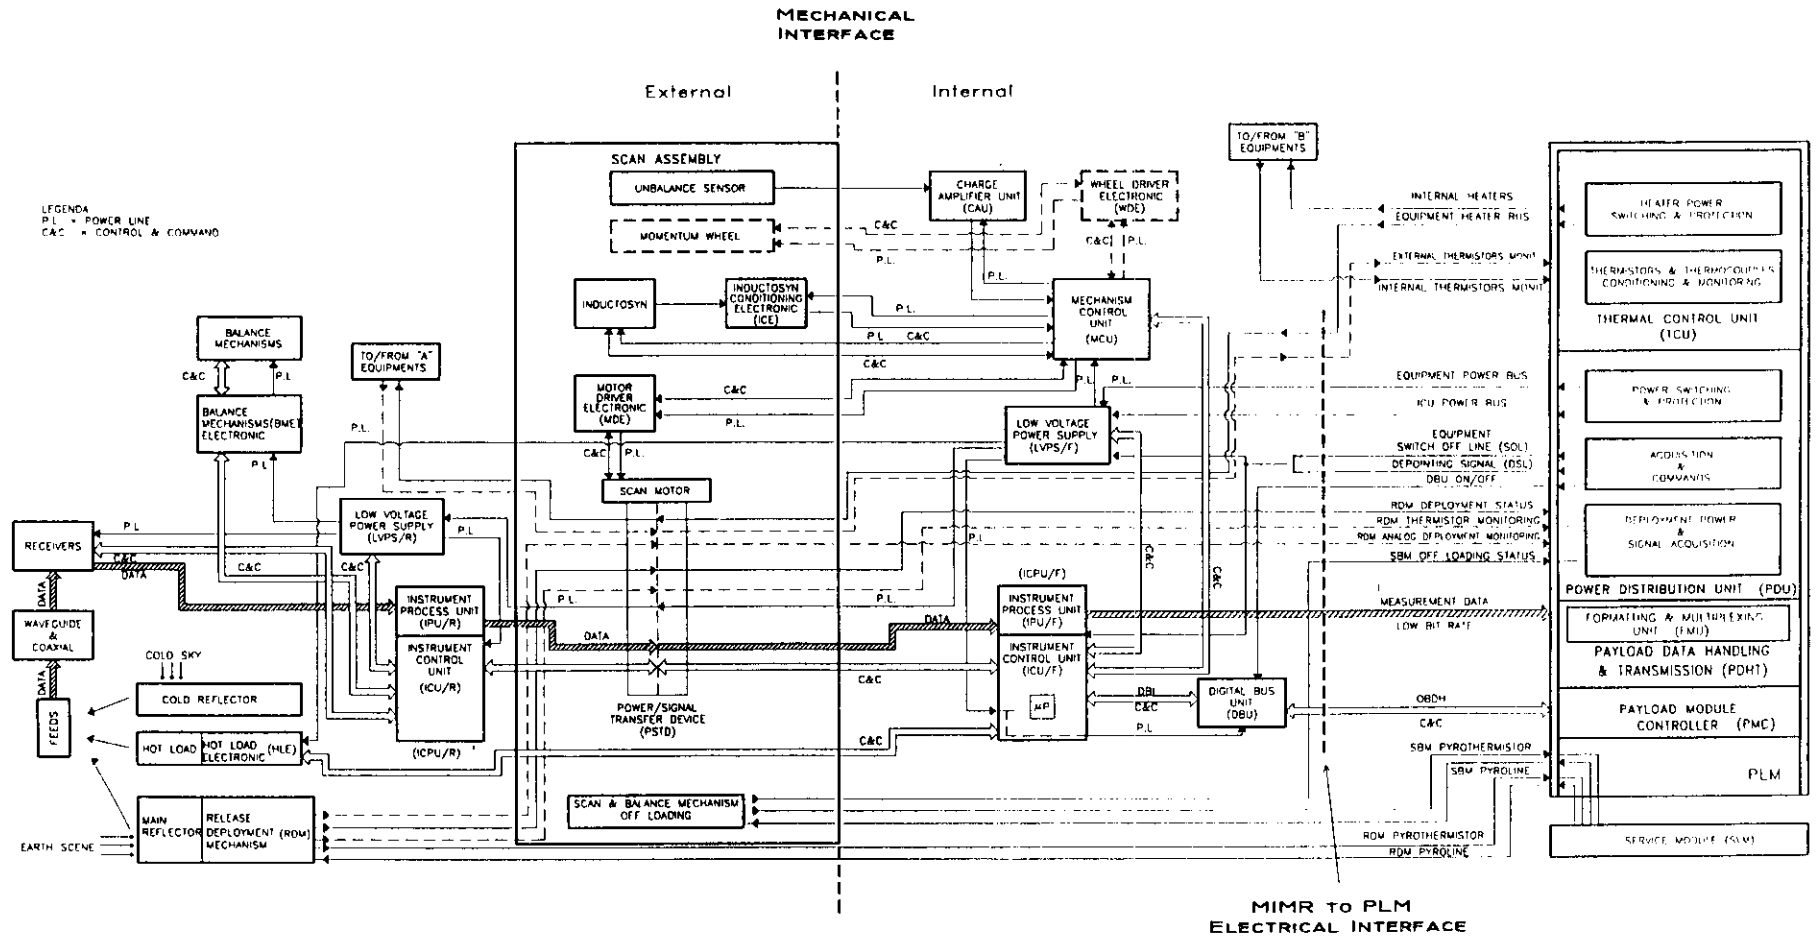 MECHANICAL
INTERFACE
External
Internal
LEGENDA
P.L. = POWER LINE
C&C = CONTROL & COMMAND
SCAN ASSEMBLY
UNBALANCE SENSOR
MOMENTUM WHEEL
INDUCTOSYN
INDUCTOSYN
CONDITIONING
ELECTRONIC
(ICE)
MOTOR
DRIVER
ELECTRONIC
(MDE)
C&C
P.L.
SCAN MOTOR
POWER/SIGNAL
TRANSFER DEVICE
(PSTD)
SCAN & BALANCE MECHANISM
OFF LOADING
CHARGE
AMPLIFIER UNIT
(CAU)
WHEEL DRIVER
ELECTRONIC
(WDE)
C&C
P.L.
C&C
P.L.
P.L.
MECHANISM
CONTROL
UNIT
(MCU)
P.L.
P.L
C&C
C&C
C&C
P.L.
P.L.
P.L.
LOW VOLTAGE
POWER SUPPLY
(LVPS/F)
TO/FROM "B"
EQUIPMENTS
BALANCE
MECHANISMS
C&C
P.L
BALANCE
MECHANISMS(BME)
ELECTRONIC
P.L
TO/FROM "A"
EQUIPMENTS
P.L.
LOW VOLTAGE
POWER SUPPLY
(LVPS/R)
P.L
P.L
RECEIVERS
C&C
DATA
C&C
C&C
DATA
WAVEGUIDE
&
COAXIAL
DATA
FEEDS
COLD SKY
COLD REFLECTOR
HOT LOAD
HOT LOAD (HLE)
ELECTRONIC
MAIN
REFLECTOR
RELEASE
DEPLOYMENT (RDM)
MECHANISM
EARTH SCENE
INSTRUMENT
PROCESS UNIT
(IPU/R)
INSTRUMENT
CONTROL
UNIT
(ICU/R)
(ICPU/R)
P.L.
DATA
P.L.
DATA
C&C
C&C
P.L
C&C
C&C
(ICPU/F)
INSTRUMENT
PROCESS UNIT
(IPU/F)
INSTRUMENT
CONTROL UNIT
(ICU/F)
μP
DBI
C&C
P.L
DIGITAL BUS
UNIT
(DBU)
INTERNAL HEATERS
EQUIPMENT HEATER BUS
EXTERNAL THERMISTORS MONIT
INTERNAL THERMISTORS MONIT
EQUIPMENT POWER BUS
ICU POWER BUS
EQUIPMENT
SWITCH OFF LINE (SOL)
DEPOINTING SIGNAL (DSL)
DBU ON/OFF
RDM DEPLOYMENT STATUS
RDM THERMISTOR MONITORING
RDM ANALOG DEPLOYMENT MONITORING
SBM OFF LOADING STATUS
MEASUREMENT DATA
LOW BIT RATE
OBDH
C&C
SBM PYROTHERMISTOR
SBM PYROLINE
RDM PYROTHERMISTOR
RDM PYROLINE
HEATER POWER
SWITCHING & PROTECTION
THERMISTORS & THERMOCOUPLES
CONDITIONING & MONITORING
THERMAL CONTROL UNIT
(TCU)
POWER SWITCHING
& PROTECTION
ACQUISITION
&
COMMANDS
DEPLOYMENT POWER
&
SIGNAL ACQUISITION
POWER DISTRIBUTION UNIT (PDU)
FORMATTING & MULTIPLEXING
UNIT (FMU)
PAYLOAD DATA HANDLING
& TRANSMISSION (PDHT)
PAYLOAD MODULE
CONTROLLER (PMC)
PLM
SERVICE MODULE (SVM)
MIMR TO PLM
ELECTRICAL INTERFACE